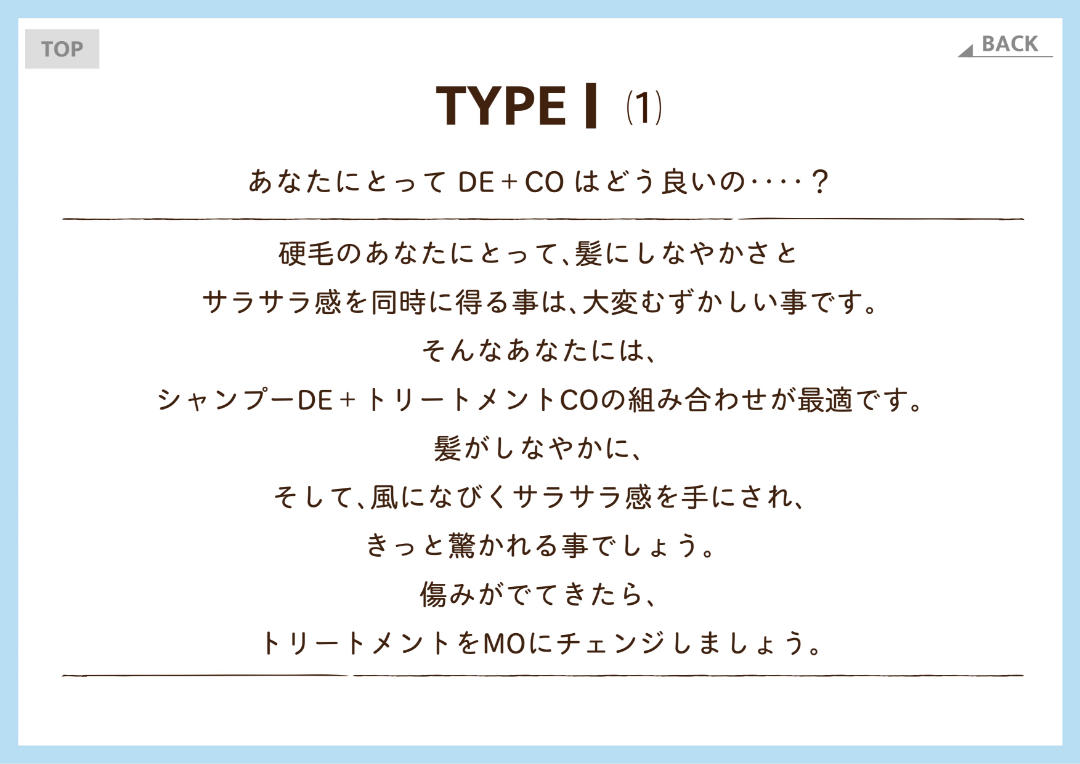 TOP
BACK
TYPE I (1)
あなたにとって DE+CO はどう良いの‥‥?
硬毛のあなたにとって、髪にしなやかさと
サラサラ感を同時に得る事は、大変むずかしい事です。
そんなあなたには、
シャンプーDE+トリートメントCOの組み合わせが最適です。
髪がしなやかに、
そして、風になびくサラサラ感を手にされ、
きっと驚かれる事でしょう。
傷みがでてきたら、
トリートメントをMOにチェンジしましょう。